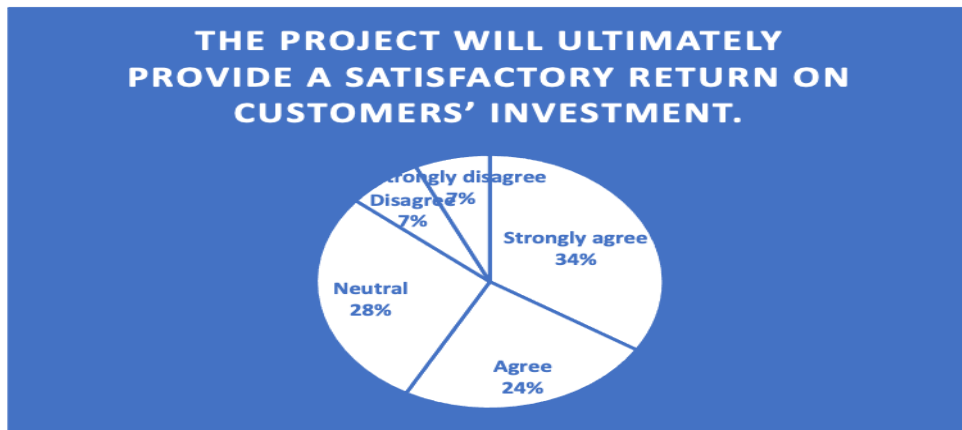 THE PROJECT WILL ULTIMATELY
PROVIDE A SATISFACTORY RETURN ON
CUSTOMERS’ INVESTMENT.
Strongly disagree
7%
Disagree
7%
Strongly agree
34%
Neutral
28%
Agree
24%